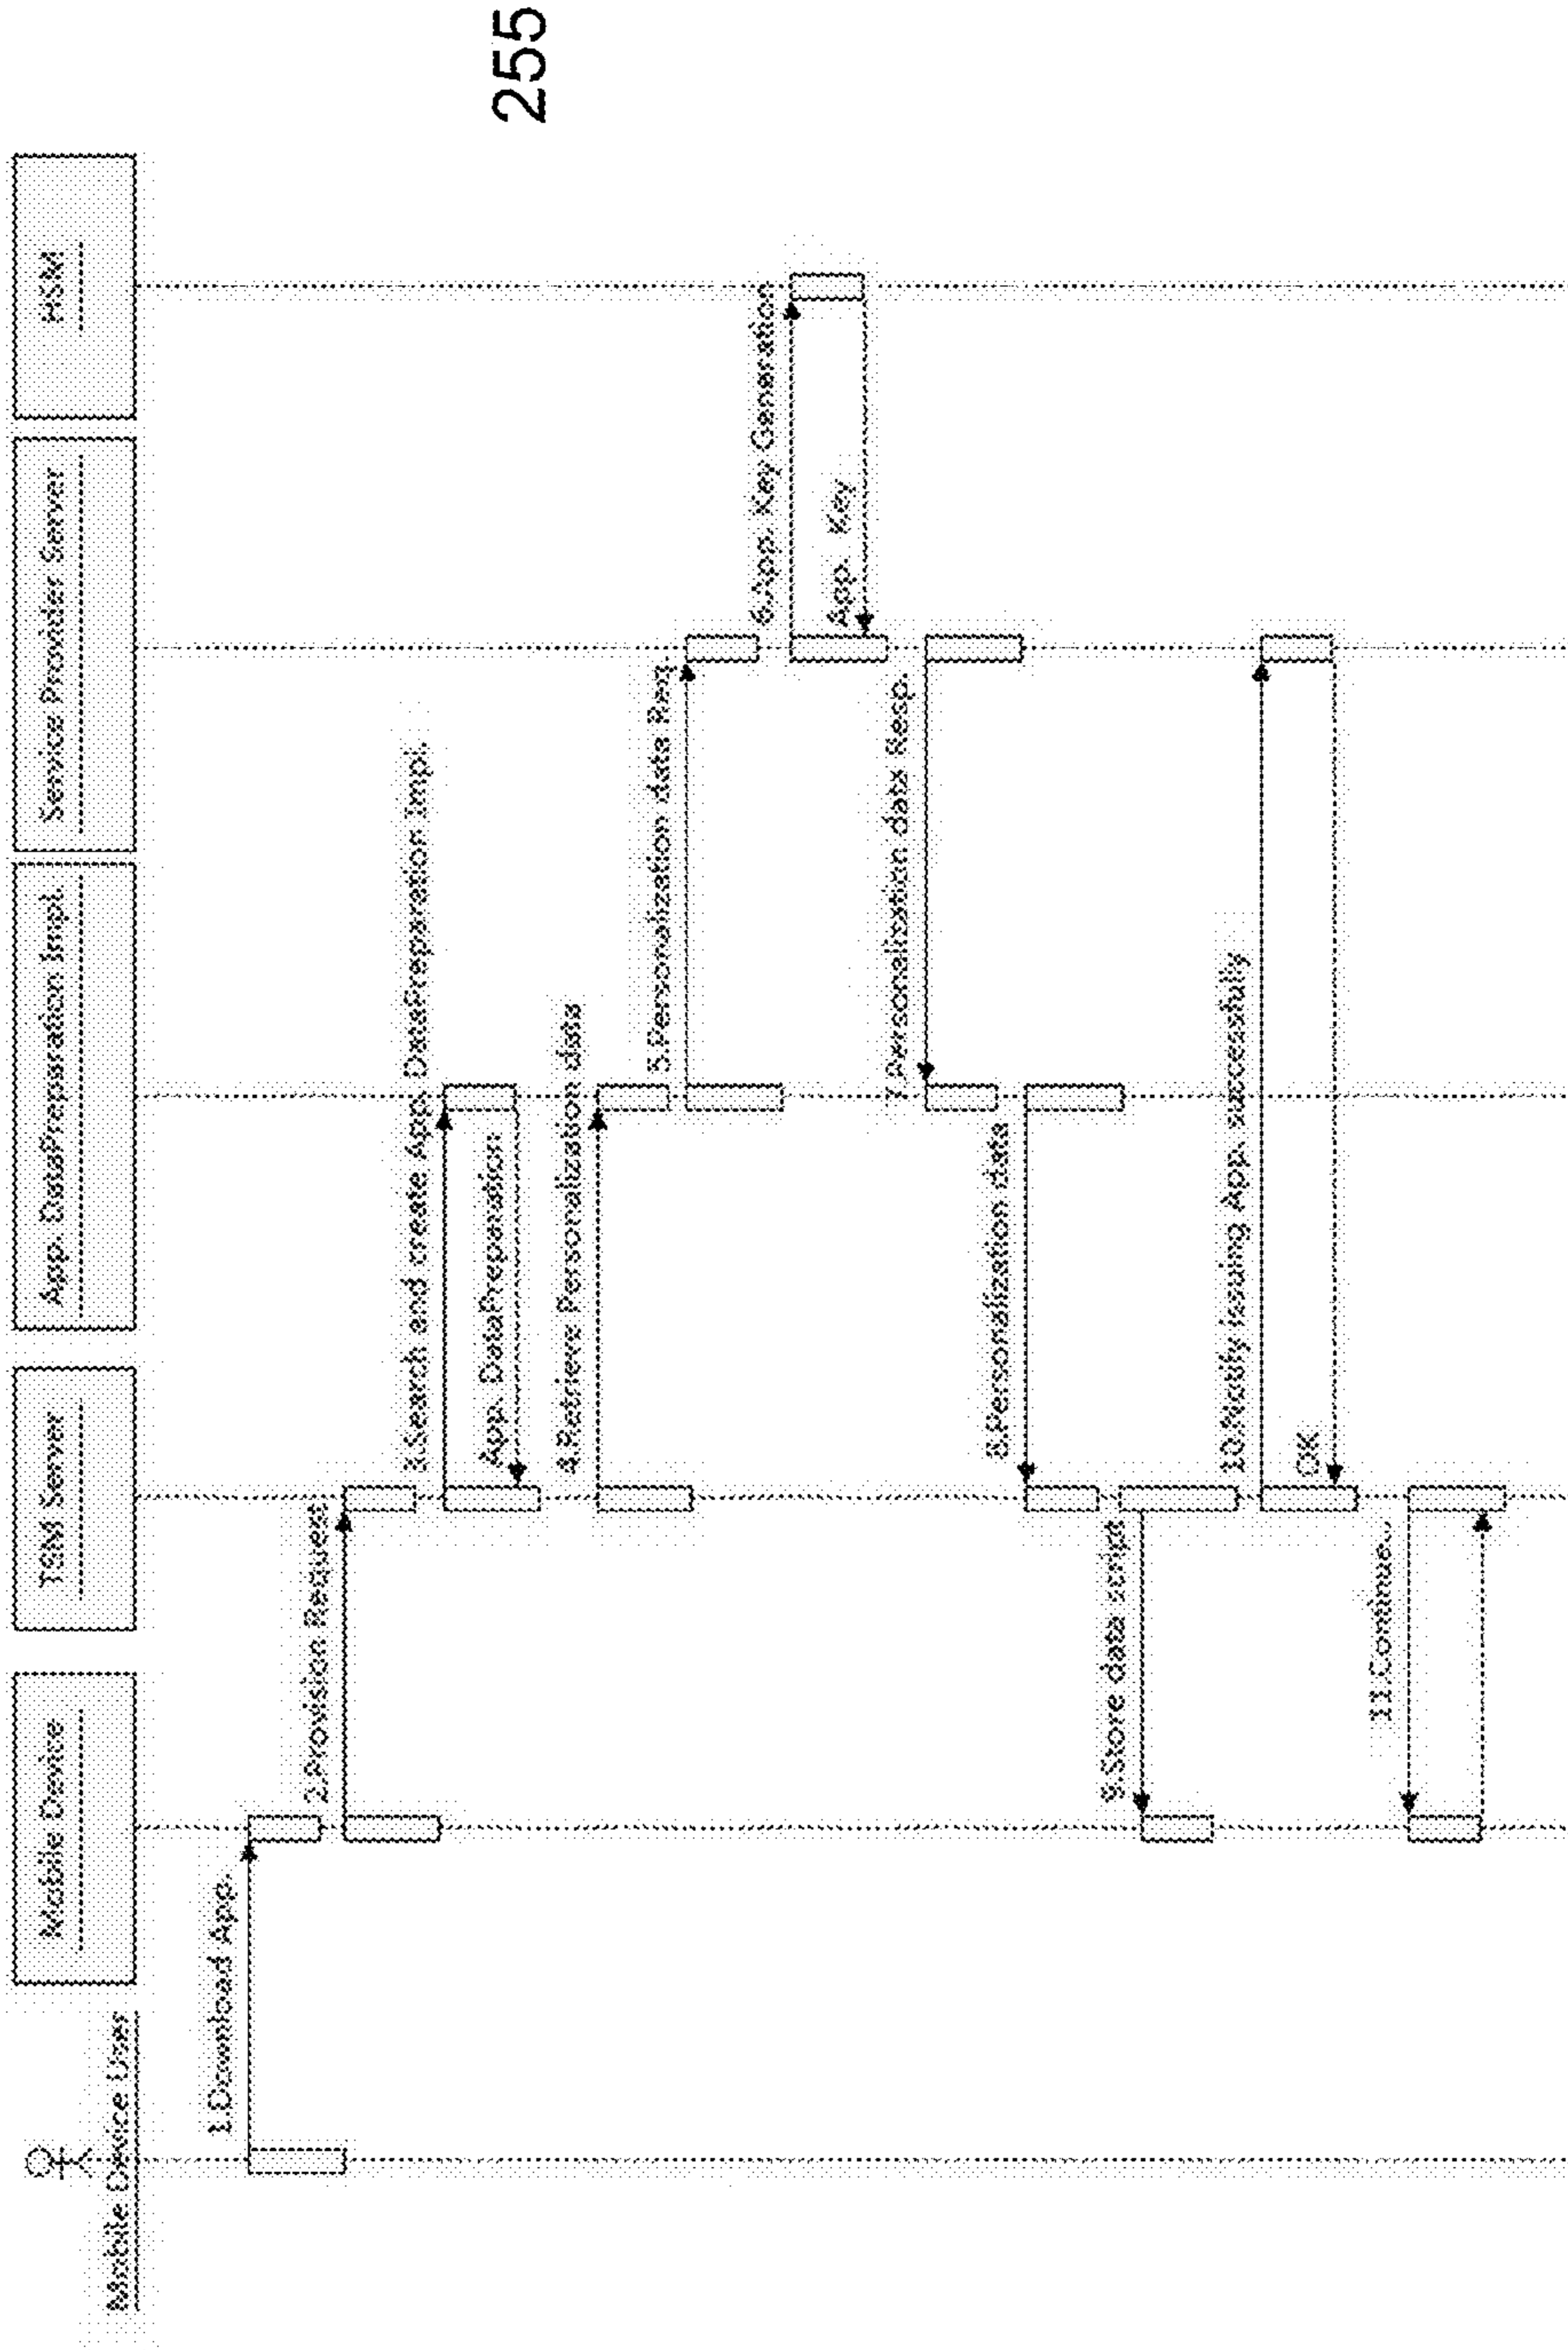 Mobile Device User
Mobile Device
TSM Server
App. DataPrepsration Impl.
Service Provider Server
HSM
1.Download App.
2.Provision Request
3.Search and create App. DataPreparation Impl.
App. DataPreparation
4.Retrieve Personalization data
5.Personalization data Req.
6.App. Key Generation
App. Key
7.Personalization data Resp.
8.Personalization data
9.Store data script
10.Notify issuing App. successfully
OK
11.Continue..
255